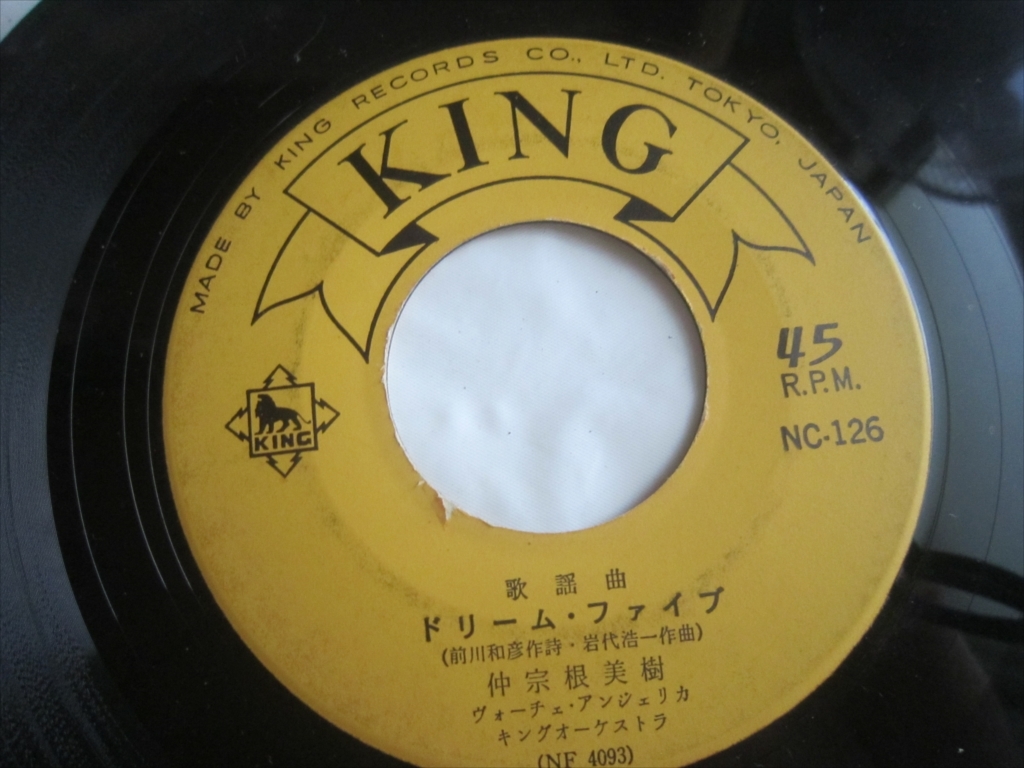 MADE BY KING RECORDS CO., LTD. TOKYO, JAPAN
KING
KING
45
R.P.M.
NC-126
歌謡曲
ドリーム・ファイブ
(前川和彦作詩・岩代浩一作曲)
仲宗根美樹
ヴォーチェ・アンジェリカ
キングオーケストラ
(NF 4093)